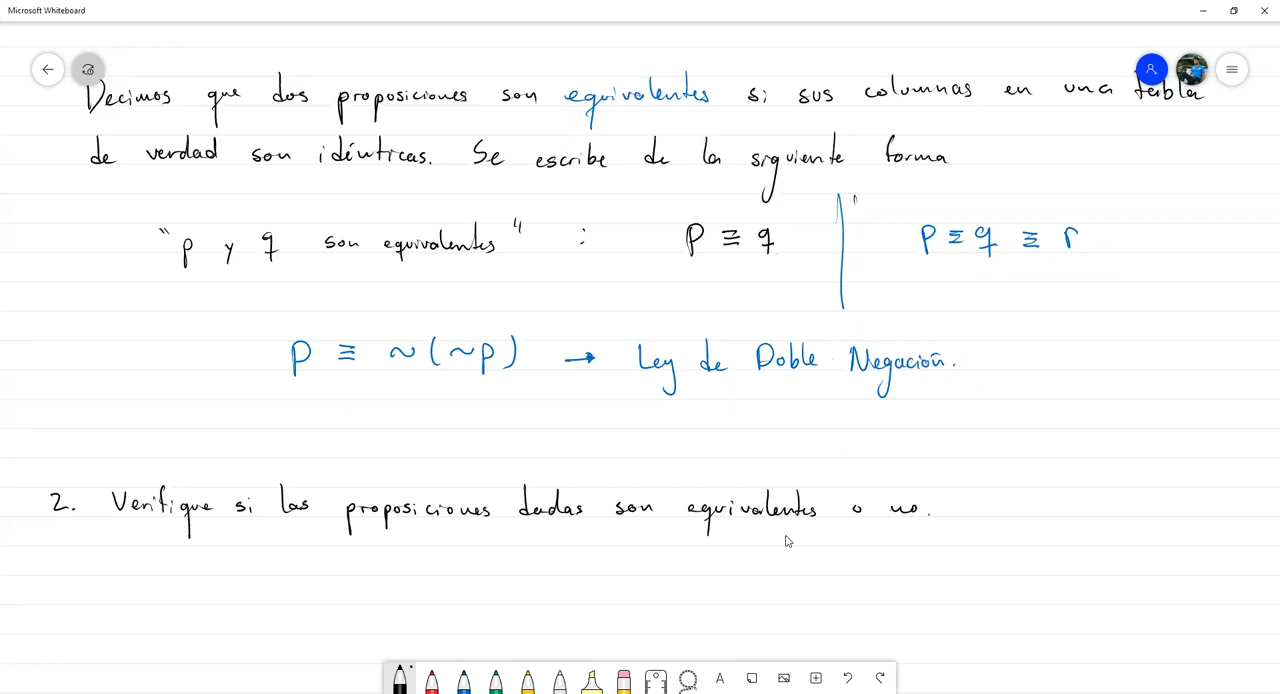 Microsoft Whiteboard
Decimos que dos proposiciones son equivalentes si sus columnas en una tabla
de verdad son idénticas. Se escribe de la siguiente forma
"p y q son equivalentes" : p ≡ q p ≡ q ≡ r
p ≡ ~(~p) → Ley de Doble Negación.
2. Verifique si las proposiciones dadas son equivalentes o no.
A